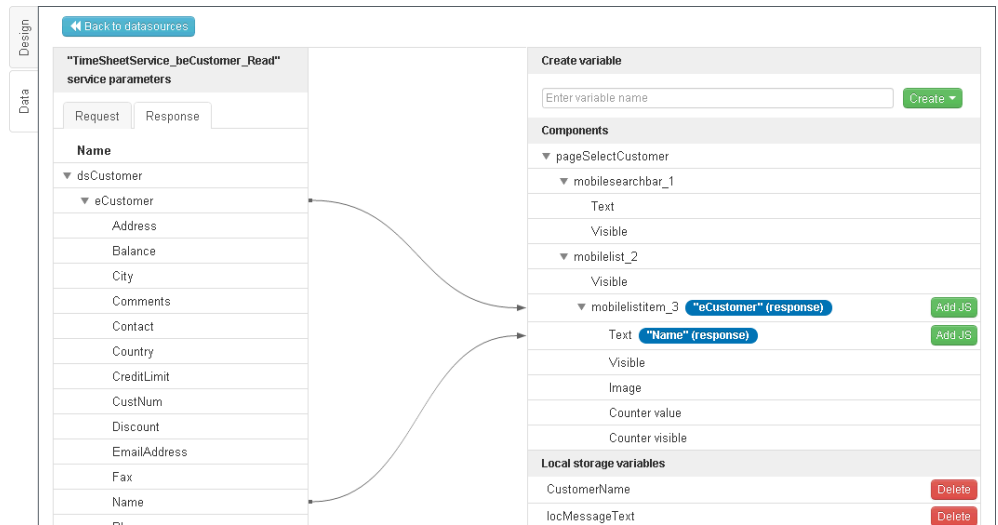 Design
Data
Back to datasources
"TimeSheetService_beCustomer_Read"
service parameters
Request Response
Name
dsCustomer
eCustomer
Address
Balance
City
Comments
Contact
Country
CreditLimit
CustNum
Discount
EmailAddress
Fax
Name
Create variable
Enter variable name Create
Components
pageSelectCustomer
mobilesearchbar_1
Text
Visible
mobilelist_2
Visible
mobilelistitem_3 "eCustomer" (response) Add JS
Text "Name" (response) Add JS
Visible
Image
Counter value
Counter visible
Local storage variables
CustomerName Delete
locMessageText Delete